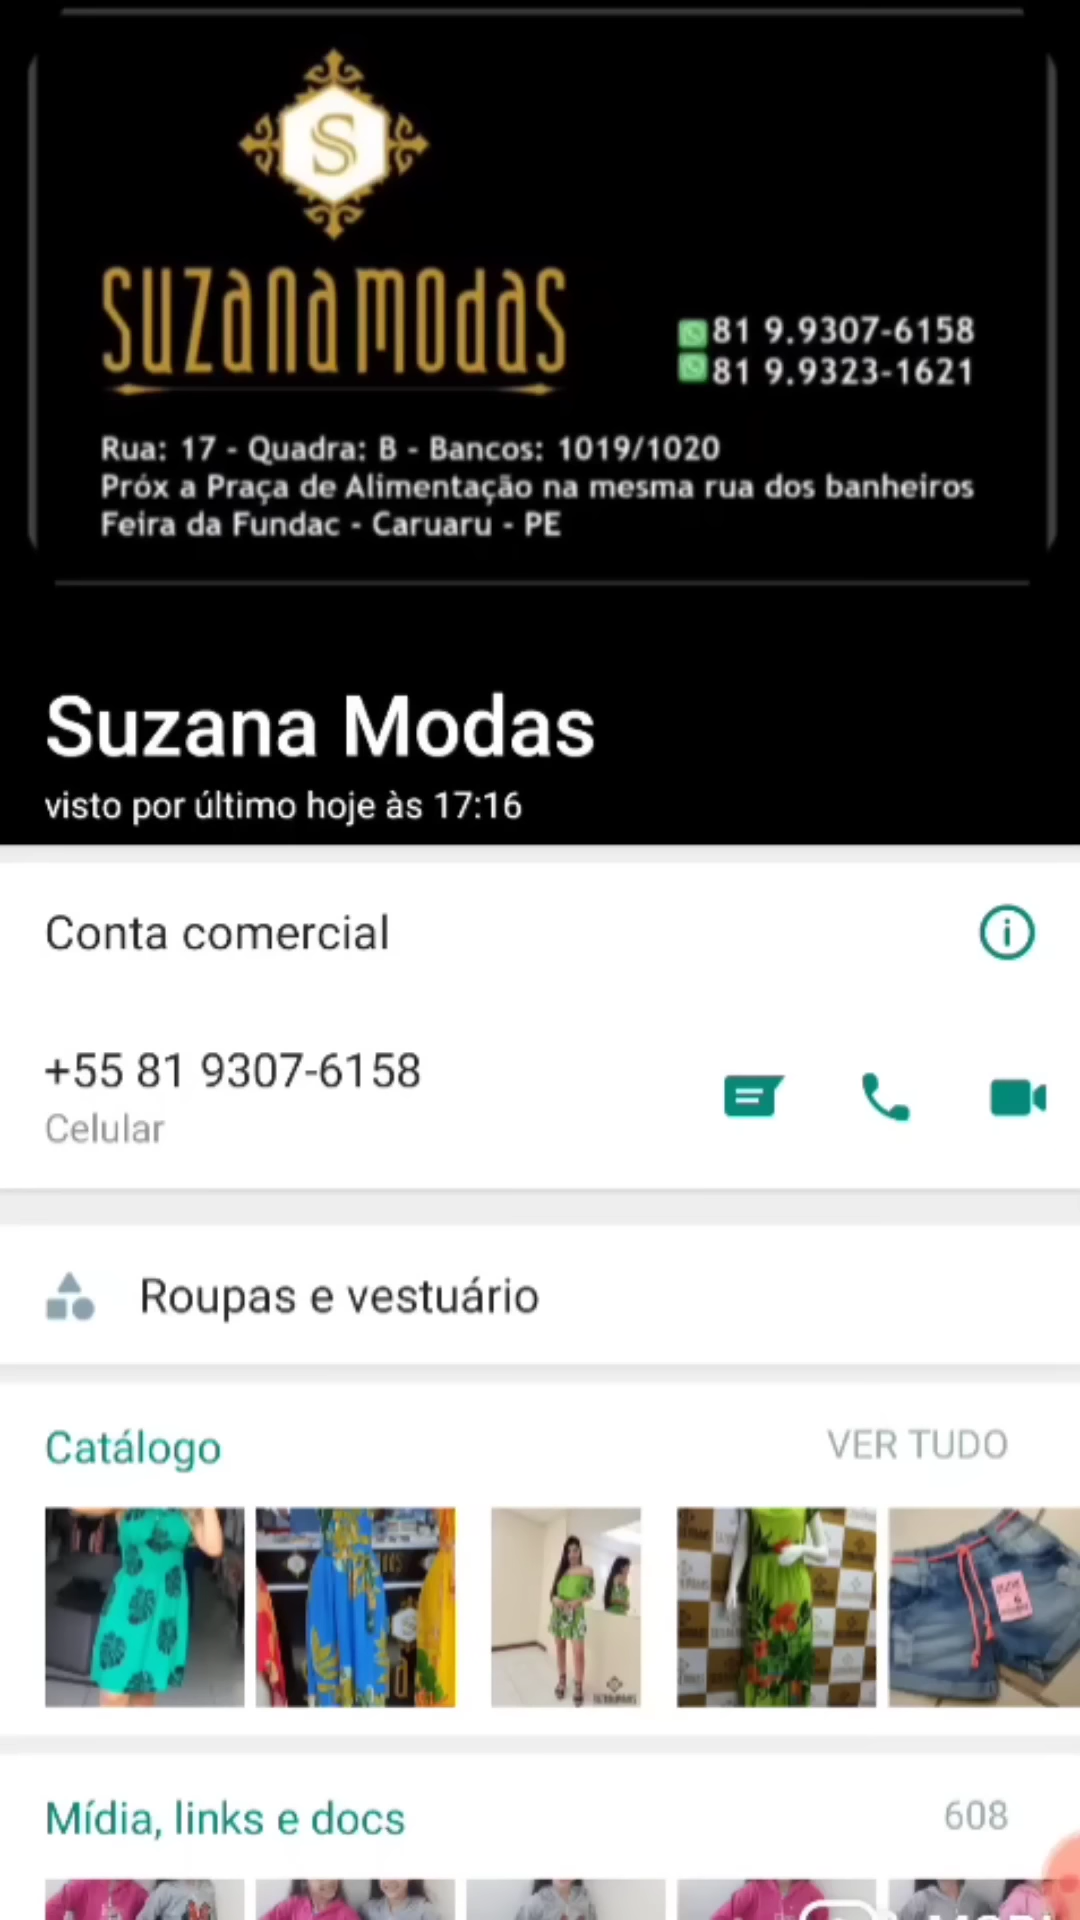 S
suzana modas
81 9.9307-6158
81 9.9323-1621
Rua: 17 - Quadra: B - Bancos: 1019/1020
Próx a Praça de Alimentação na mesma rua dos banheiros
Feira da Fundac - Caruaru - PE
Suzana Modas
visto por último hoje às 17:16
Conta comercial
+55 81 9307-6158
Celular
Roupas e vestuário
Catálogo
VER TUDO
Mídia, links e docs
608